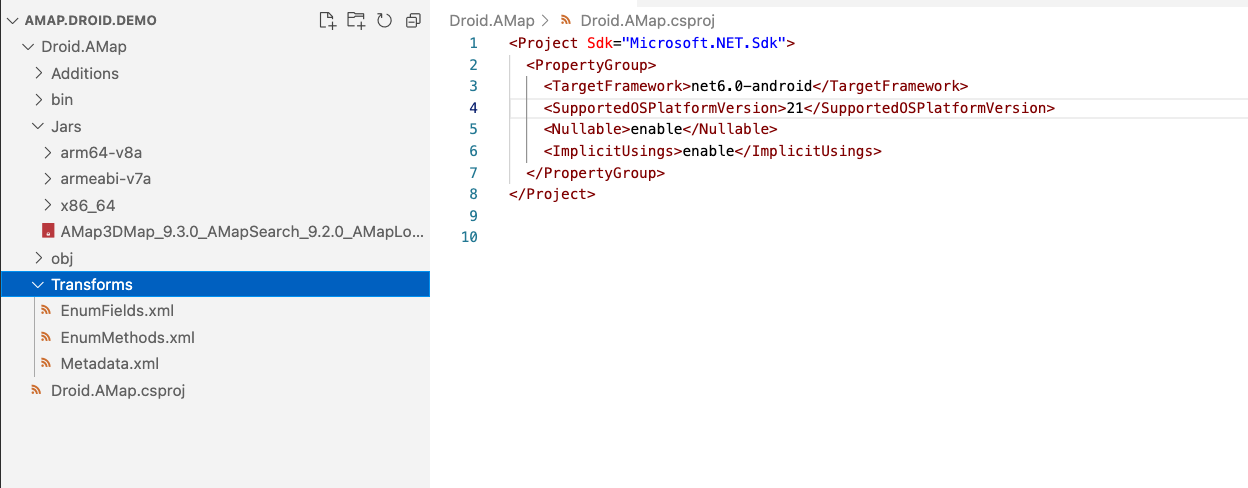 AMAP.DROID.DEMO
Droid.AMap
Additions
bin
Jars
arm64-v8a
armeabi-v7a
x86_64
AMap3DMap_9.3.0_AMapSearch_9.2.0_AMapLo...
obj
Transforms
EnumFields.xml
EnumMethods.xml
Metadata.xml
Droid.AMap.csproj
Droid.AMap > Droid.AMap.csproj
1 <Project Sdk="Microsoft.NET.Sdk">
2 <PropertyGroup>
3 <TargetFramework>net6.0-android</TargetFramework>
4 <SupportedOSPlatformVersion>21</SupportedOSPlatformVersion>
5 <Nullable>enable</Nullable>
6 <ImplicitUsings>enable</ImplicitUsings>
7 </PropertyGroup>
8 </Project>
9
10